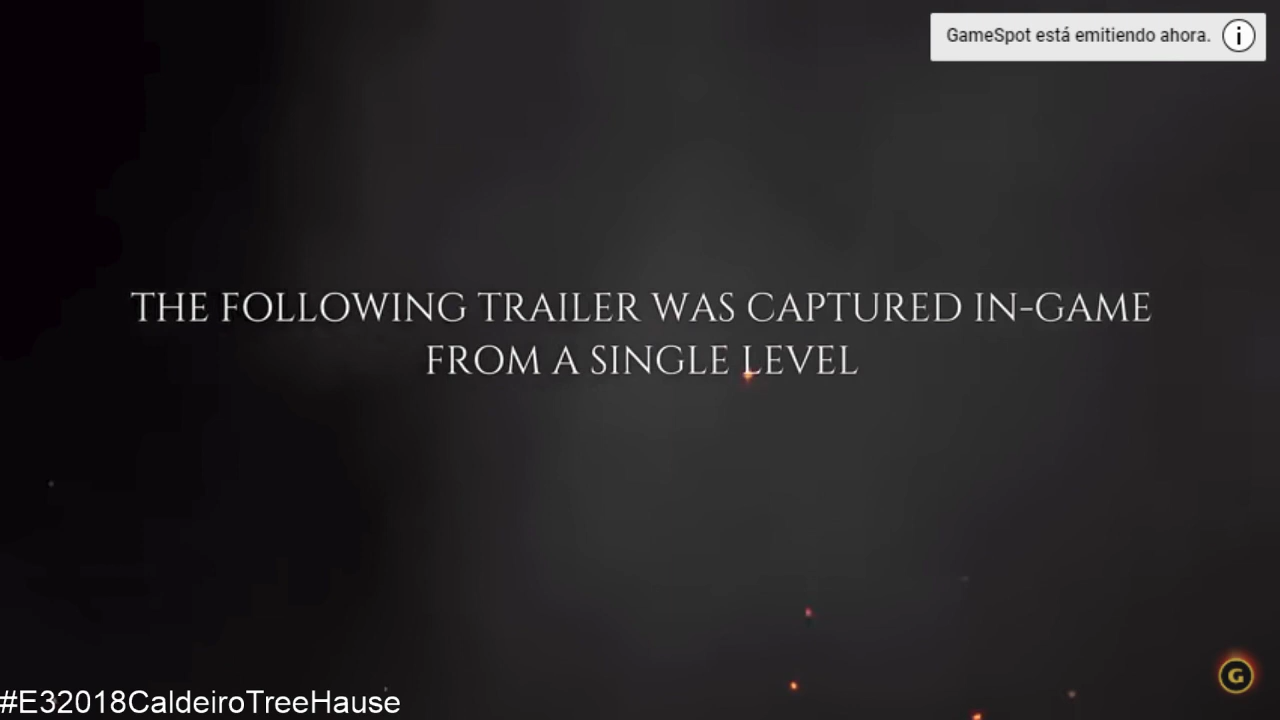 GameSpot está emitiendo ahora.
THE FOLLOWING TRAILER WAS CAPTURED IN-GAME
FROM A SINGLE LEVEL
G
#E32018CaldeiroTreeHause